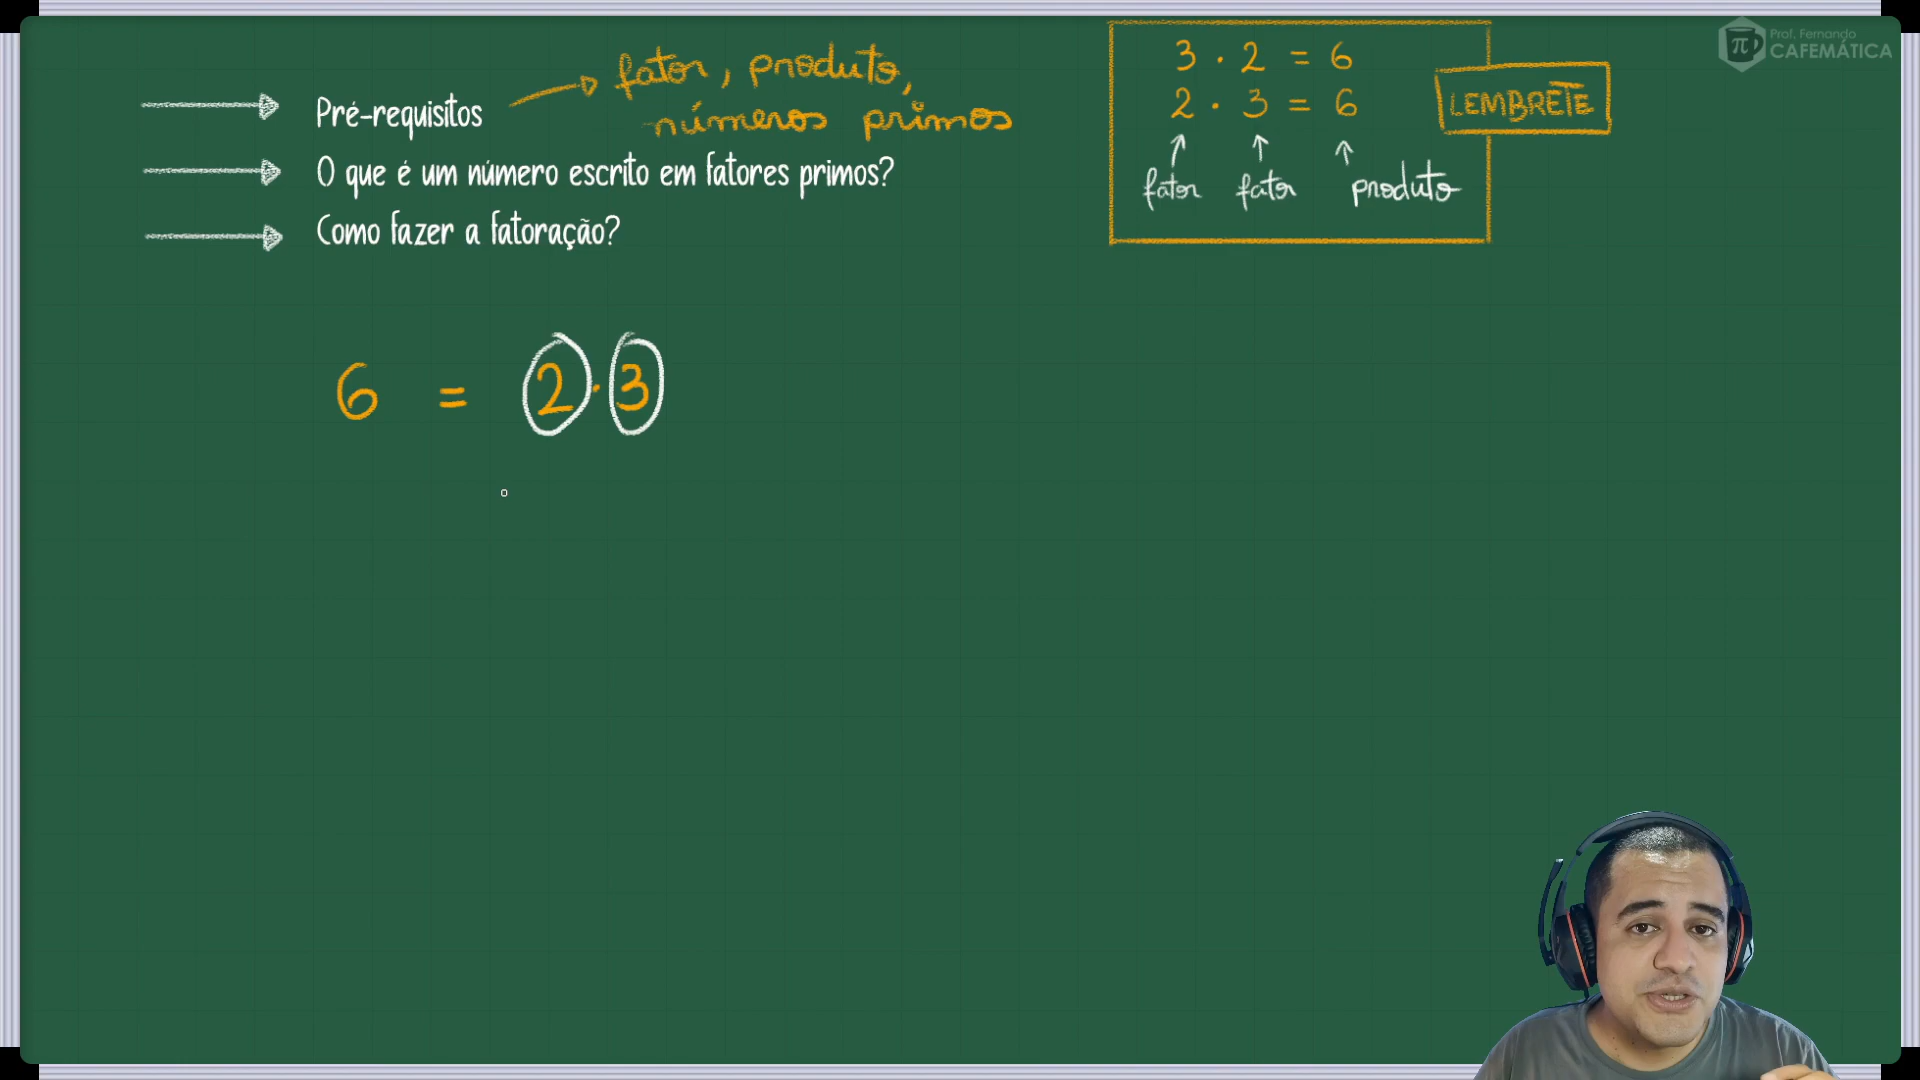 Pré-requisitos
fator, produto,
números primos
O que é um número escrito em fatores primos?
Como fazer a fatoração?
3 · 2 = 6
2 · 3 = 6
fator fator produto
LEMBRETE
Prof. Fernando
CAFEMÁTICA
π
6 = 2 · 3